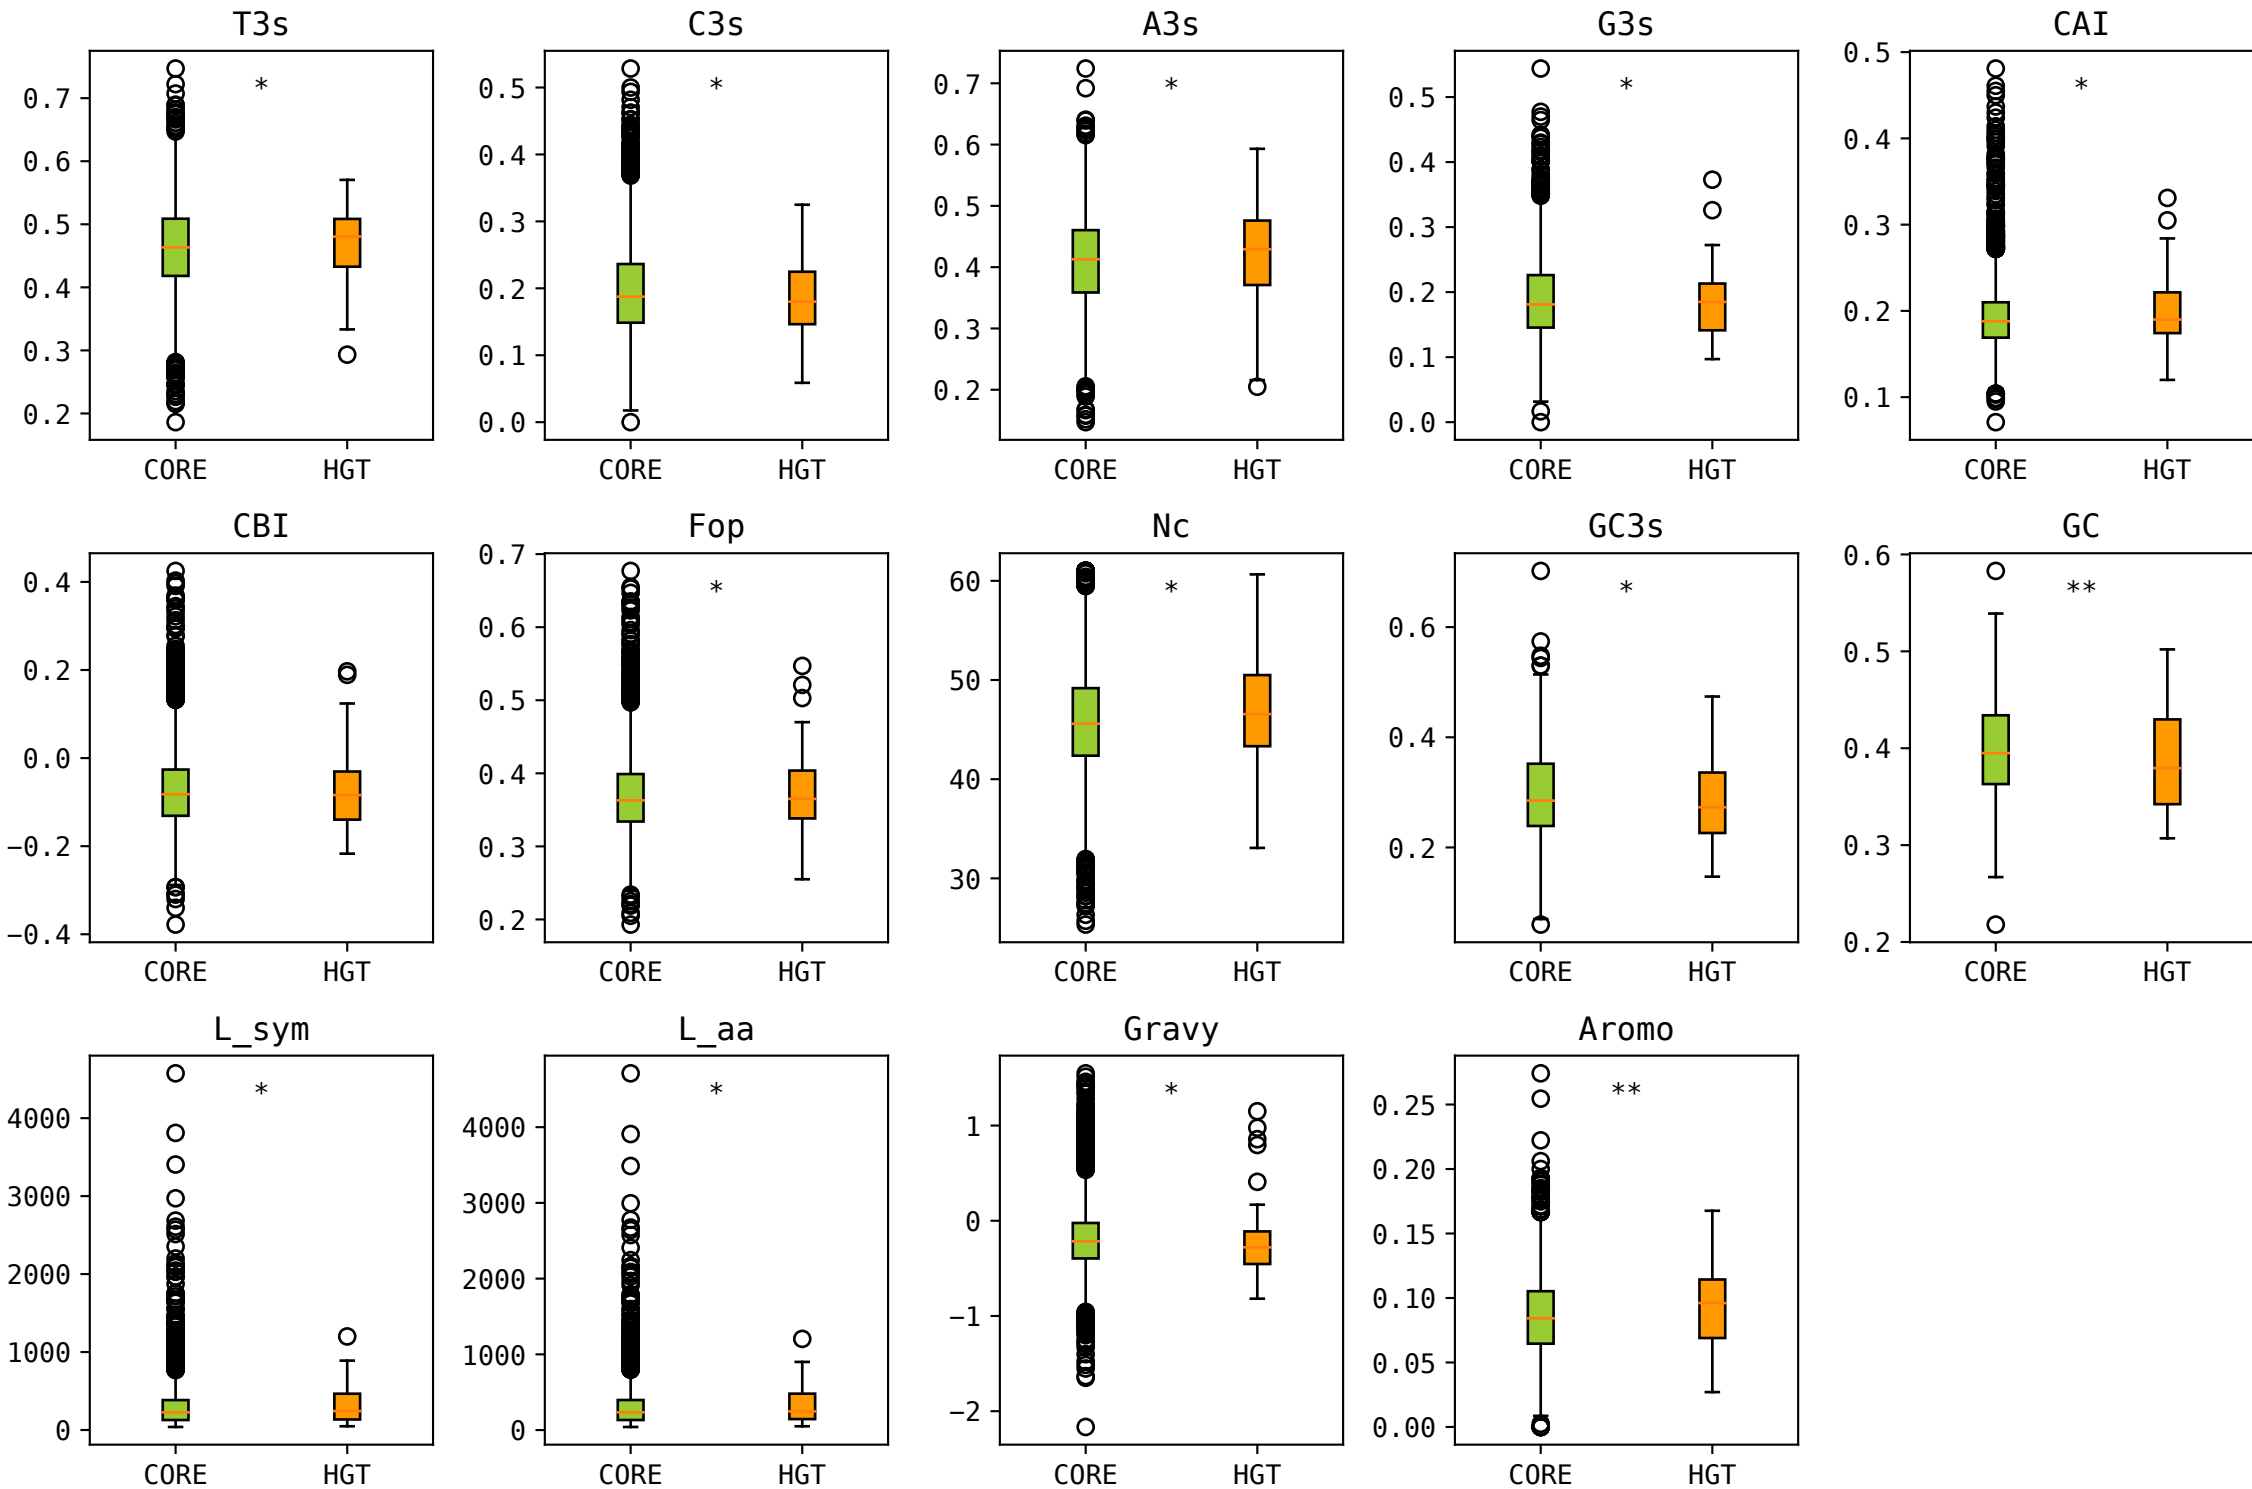 T3s C3s A3s G3s CAI
* * * * *
0.7 0.6 0.5 0.4 0.3 0.2
0.5 0.4 0.3 0.2 0.1 0.0
0.7 0.6 0.5 0.4 0.3 0.2
0.5 0.4 0.3 0.2 0.1 0.0
0.5 0.4 0.3 0.2 0.1
CORE HGT CORE HGT CORE HGT CORE HGT CORE HGT
CBI Fop Nc GC3s GC
* * * **
0.4 0.2 0.0 −0.2 −0.4
0.7 0.6 0.5 0.4 0.3 0.2
60 50 40 30
0.6 0.4 0.2
0.6 0.5 0.4 0.3 0.2
CORE HGT CORE HGT CORE HGT CORE HGT CORE HGT
L_sym L_aa Gravy Aromo
* * * **
4000 3000 2000 1000 0
4000 3000 2000 1000 0
1 0 −1 −2
0.25 0.20 0.15 0.10 0.05 0.00
CORE HGT CORE HGT CORE HGT CORE HGT